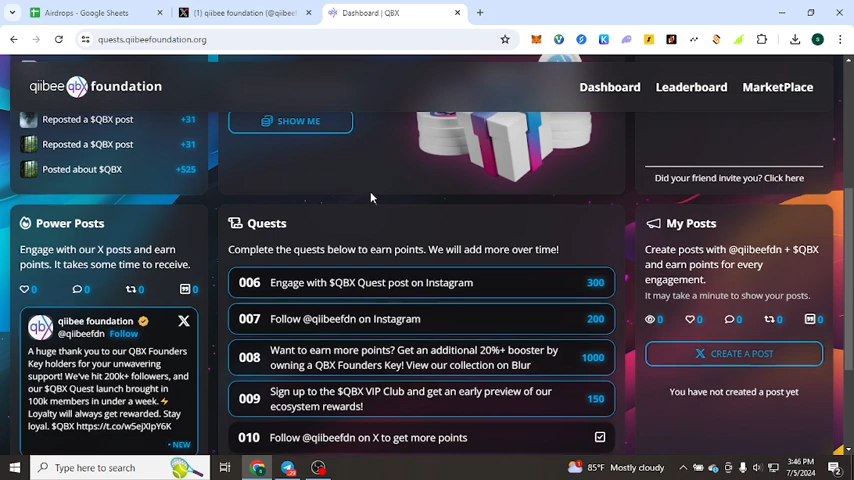 Airdrops - Google Sheets
(1) qiibee foundation (@qiibee
Dashboard | QBX
quests.qiibeefoundation.org
qiibee qbx foundation
Dashboard
Leaderboard
MarketPlace
Reposted a $QBX post +31
Reposted a $QBX post +31
Posted about $QBX +525
SHOW ME
Did your friend invite you? Click here
Power Posts
Engage with our X posts and earn
points. It takes some time to receive.
0 0 0 0
qiibee foundation
@qiibeefdn Follow
A huge thank you to our QBX Founders
Key holders for your unwavering
support! We've hit 200k+ followers, and
our $QBX Quest launch brought in
100k members in under a week.
Loyalty will always get rewarded. Stay
loyal. $QBX https://t.co/w5ejXIpY6K
- NEW
Quests
Complete the quests below to earn points. We will add more over time!
006 Engage with $QBX Quest post on Instagram 300
007 Follow @qiibeefdn on Instagram 200
008 Want to earn more points? Get an additional 20%+ booster by
owning a QBX Founders Key! View our collection on Blur 1000
009 Sign up to the $QBX VIP Club and get an early preview of our
ecosystem rewards! 150
010 Follow @qiibeefdn on X to get more points
My Posts
Create posts with @qiibeefdn + $QBX
and earn points for every
engagement.
It may take a minute to show your posts.
0 0 0 0 0
CREATE A POST
You have not created a post yet
Type here to search
85°F Mostly cloudy
3:46 PM
7/5/2024